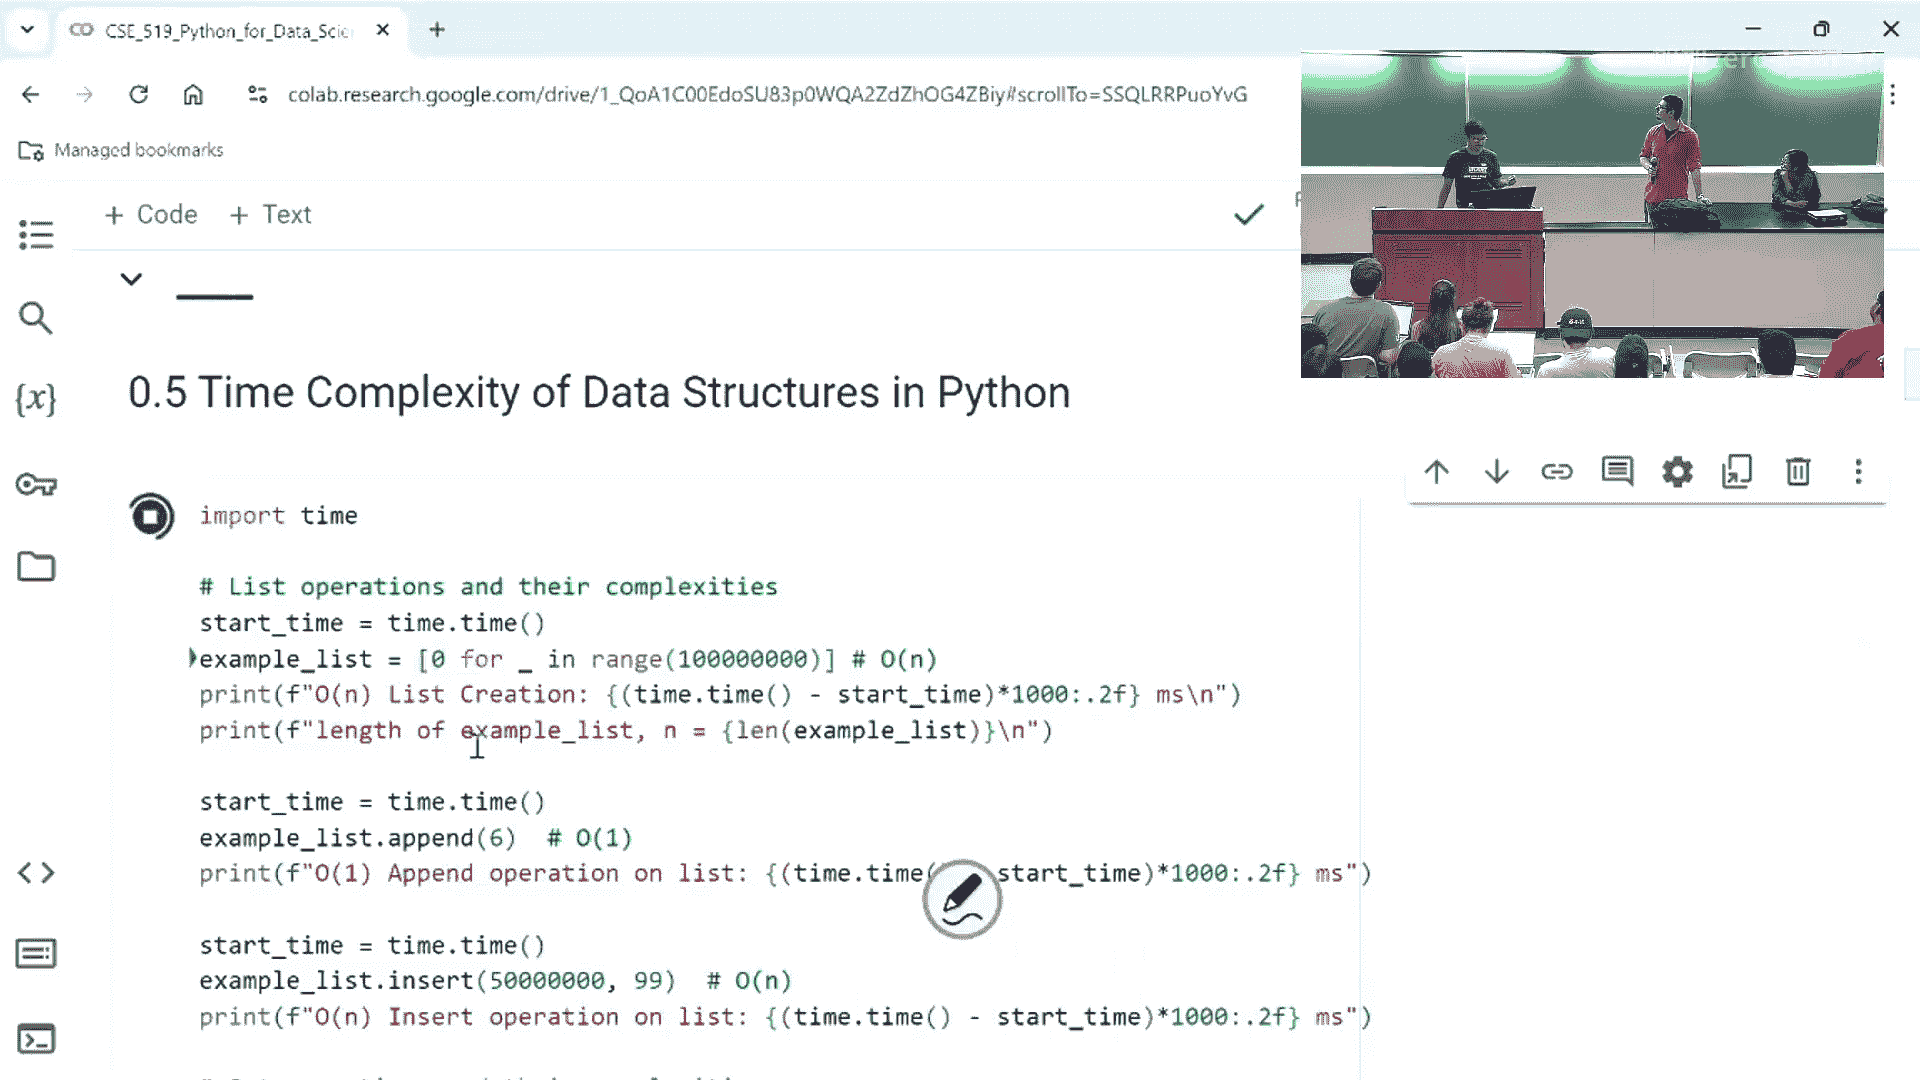 CSE_519_Python_for_Data_Scie
colab.research.google.com/drive/1_QoA1C00EdoSU83p0WQA2ZdZhOG4ZBiy#scrollTo=SSQLRRPuoYvG
Managed bookmarks
+ Code + Text
0.5 Time Complexity of Data Structures in Python
import time
# List operations and their complexities
start_time = time.time()
example_list = [0 for _ in range(100000000)] # O(n)
print(f"O(n) List Creation: {(time.time() - start_time)*1000:.2f} ms\n")
print(f"length of example_list, n = {len(example_list)}\n")
start_time = time.time()
example_list.append(6) # O(1)
print(f"O(1) Append operation on list: {(time.time( start_time)*1000:.2f} ms")
start_time = time.time()
example_list.insert(50000000, 99) # O(n)
print(f"O(n) Insert operation on list: {(time.time() - start_time)*1000:.2f} ms")